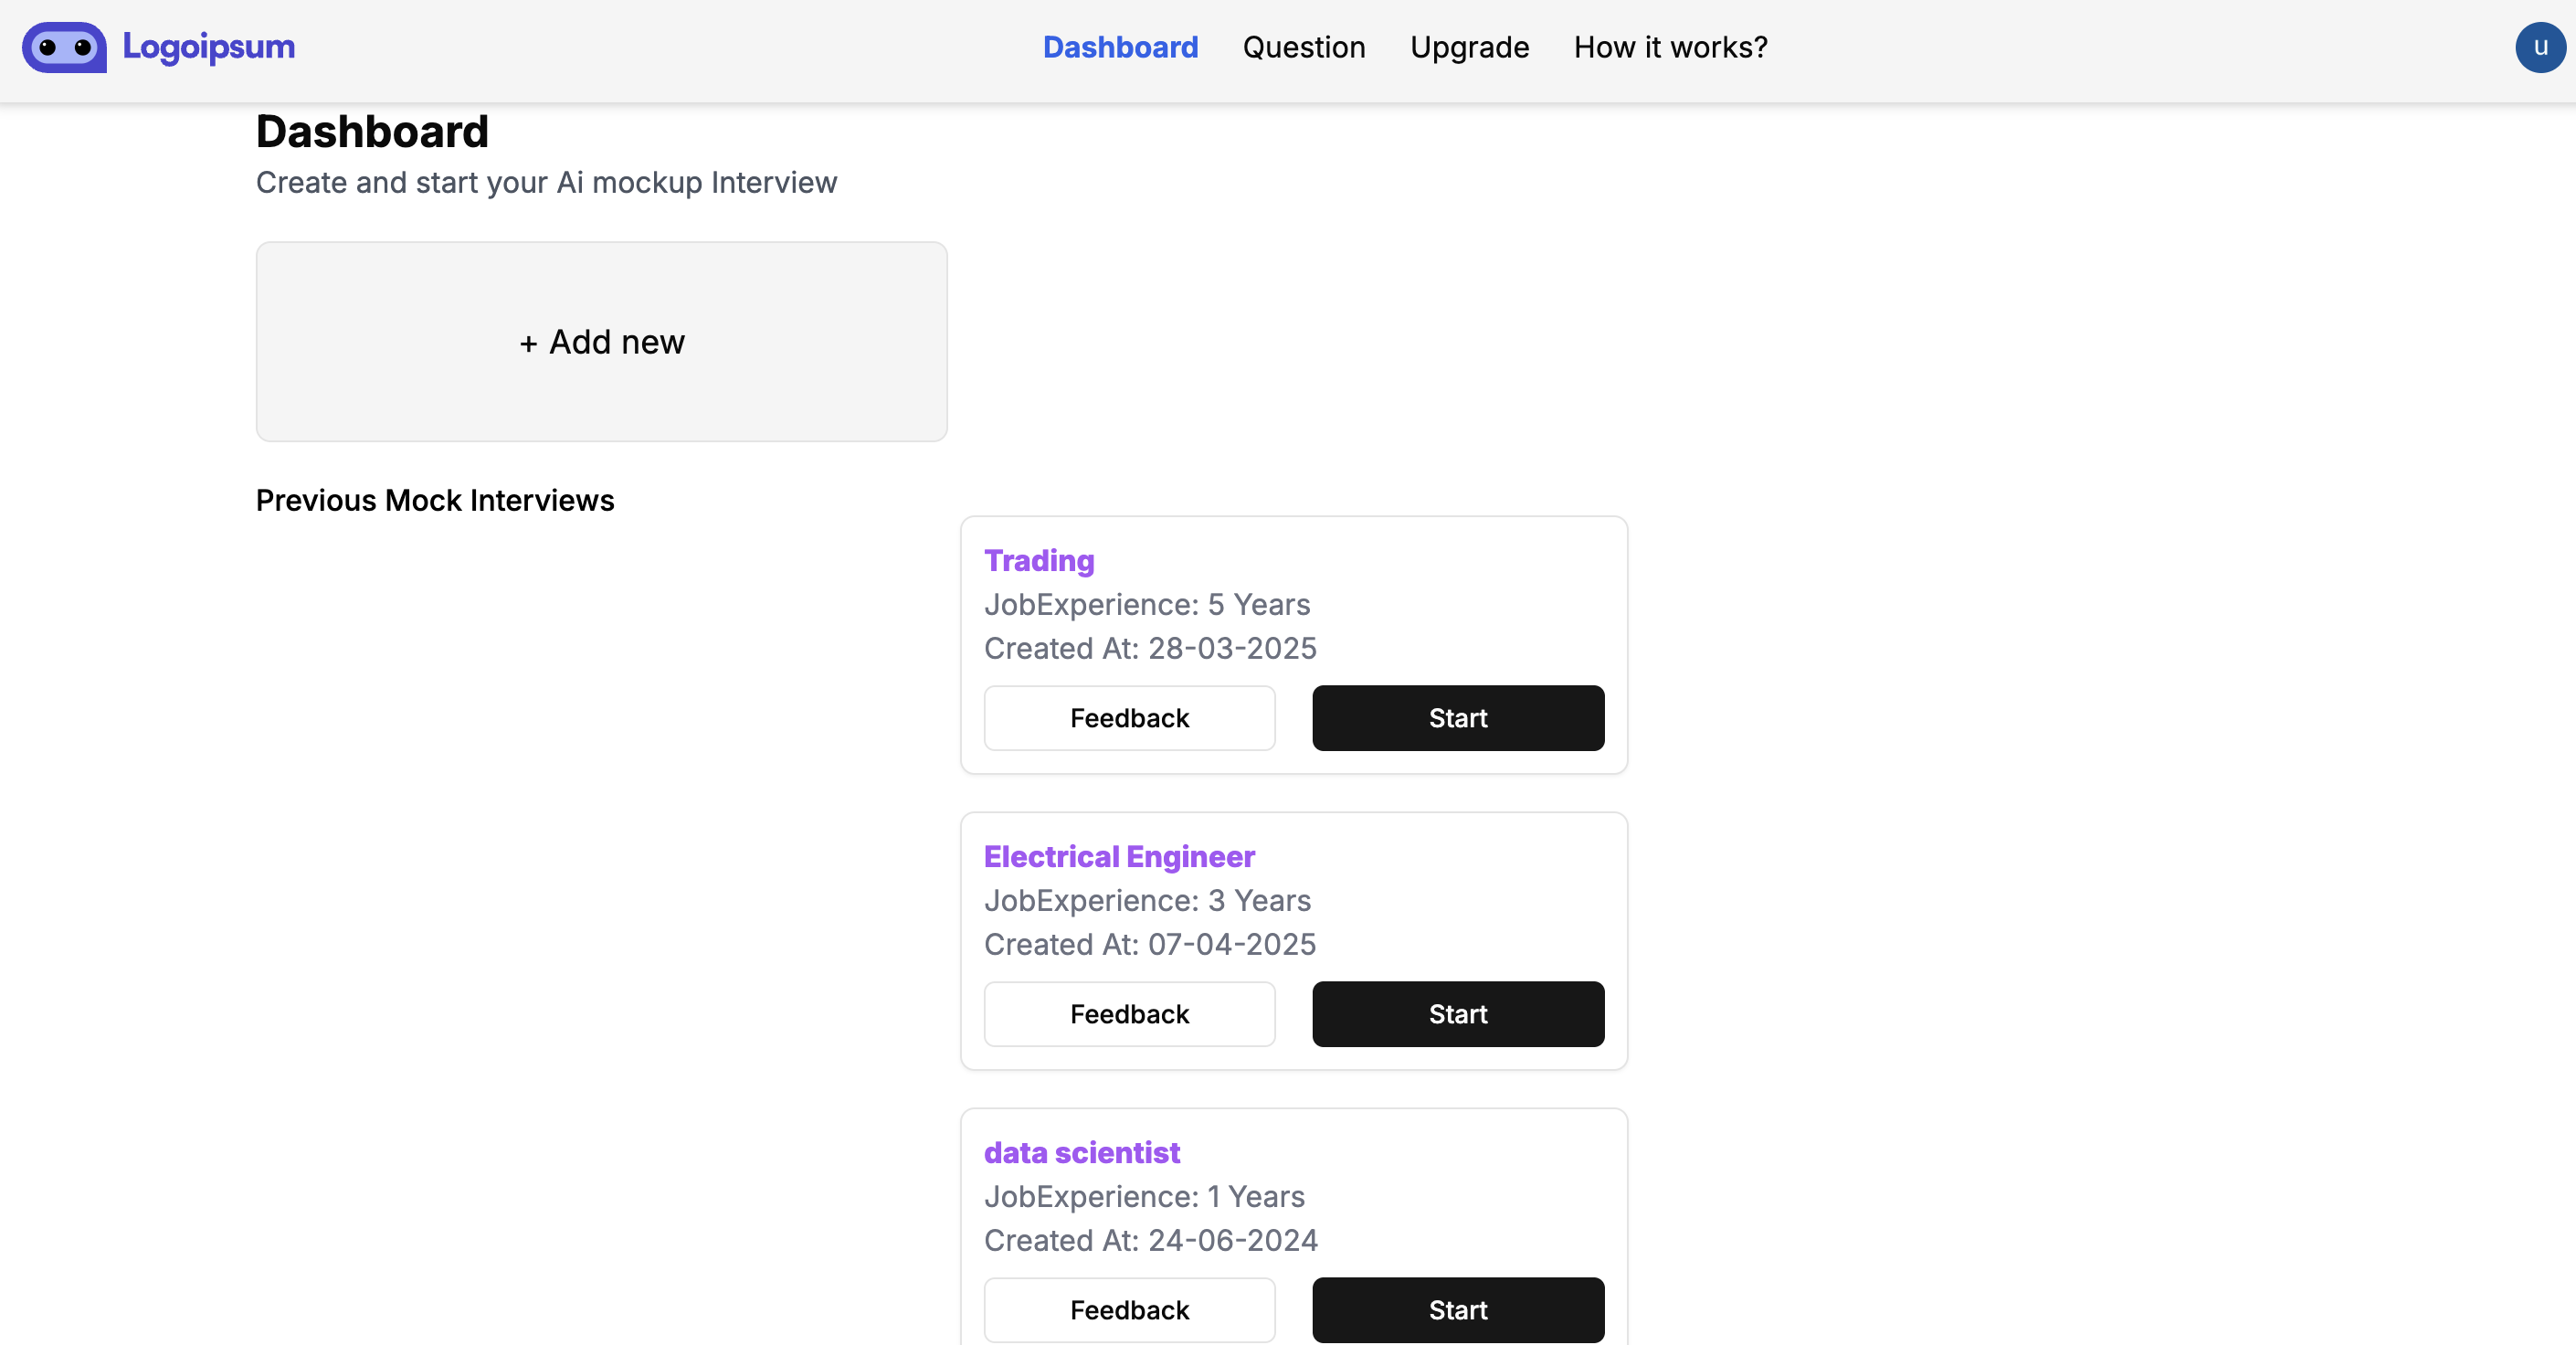 Logoipsum
Dashboard Question Upgrade How it works?
u
Dashboard
Create and start your Ai mockup Interview
+ Add new
Previous Mock Interviews
Trading
JobExperience: 5 Years
Created At: 28-03-2025
Feedback Start
Electrical Engineer
JobExperience: 3 Years
Created At: 07-04-2025
Feedback Start
data scientist
JobExperience: 1 Years
Created At: 24-06-2024
Feedback Start